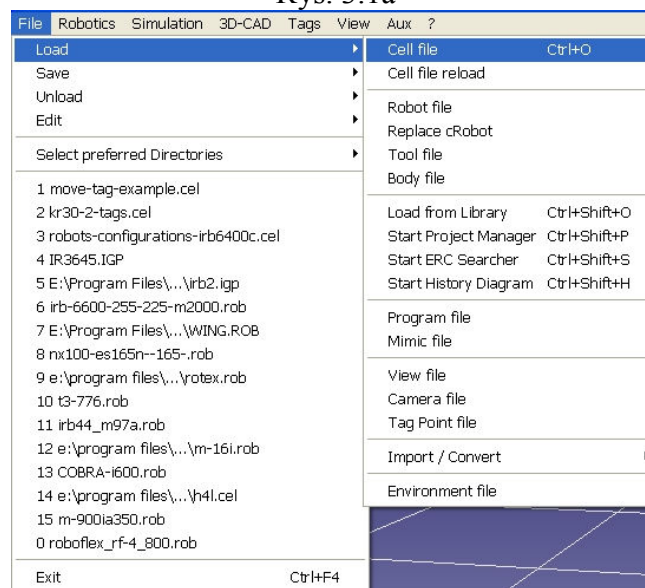 Rys. 3.1a
File Robotics Simulation 3D-CAD Tags View Aux ?
Load
Save
Unload
Edit
Select preferred Directories
1 move-tag-example.cel
2 kr30-2-tags.cel
3 robots-configurations-irb6400c.cel
4 IR3645.IGP
5 E:\Program Files\...\irb2.igp
6 irb-6600-255-225-m2000.rob
7 E:\Program Files\...\WING.ROB
8 nx100-es165n--165-.rob
9 e:\program files\...\rotex.rob
10 t3-776.rob
11 irb44_m97a.rob
12 e:\program files\...\m-16i.rob
13 COBRA-i600.rob
14 e:\program files\...\h4l.cel
15 m-900ia350.rob
0 roboflex_rf-4_800.rob
Exit Ctrl+F4
Cell file Ctrl+O
Cell file reload
Robot file
Replace cRobot
Tool file
Body file
Load from Library Ctrl+Shift+O
Start Project Manager Ctrl+Shift+P
Start ERC Searcher Ctrl+Shift+S
Start History Diagram Ctrl+Shift+H
Program file
Mimic file
View file
Camera file
Tag Point file
Import / Convert
Environment file